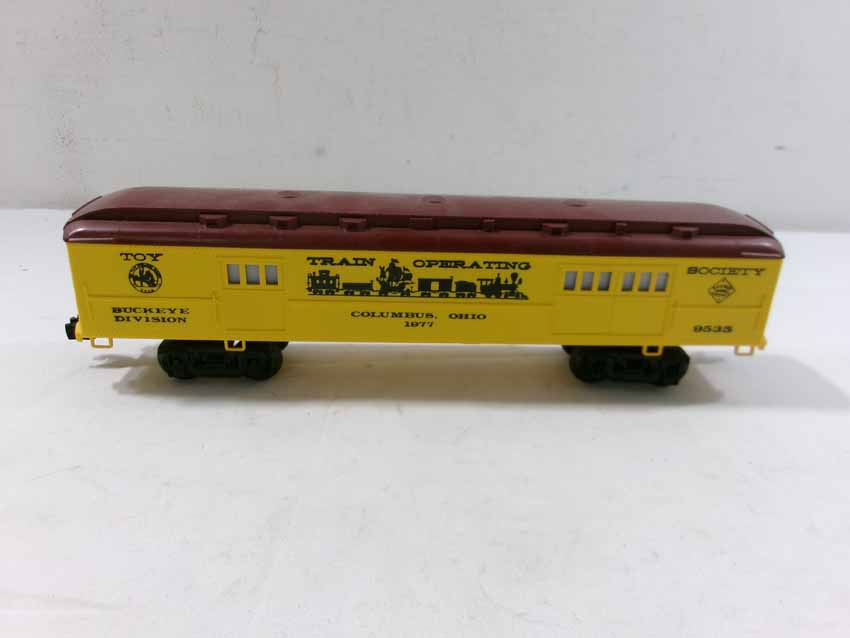 TOY TRAIN OPERATING SOCIETY
BUCKEYE
DIVISION
COLUMBUS, OHIO
1977
9535